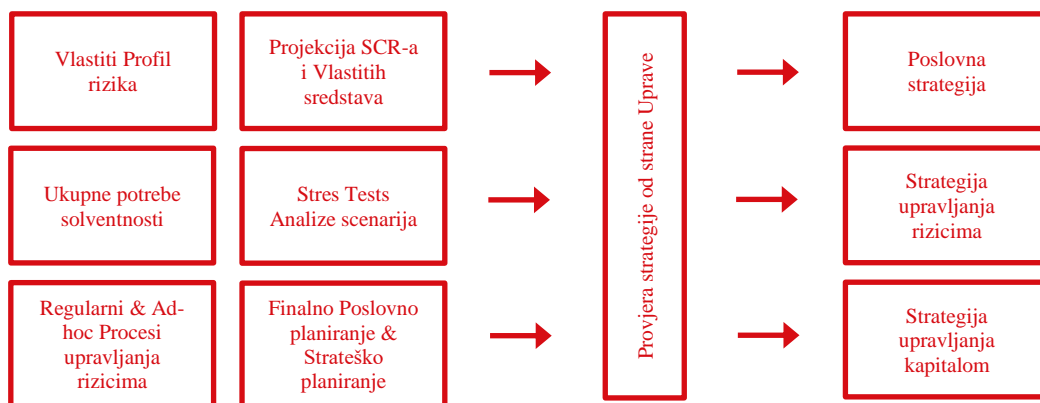 Vlastiti Profil
rizika
Projekcija SCR-a
i Vlastitih
sredstava
Provjera strategije od strane Uprave
Poslovna
strategija
Ukupne potrebe
solventnosti
Stres Tests
Analize scenarija
Strategija
upravljanja
rizicima
Regularni & Ad-
hoc Procesi
upravljanja
rizicima
Finalno Poslovno
planiranje &
Strateško
planiranje
Strategija
upravljanja
kapitalom